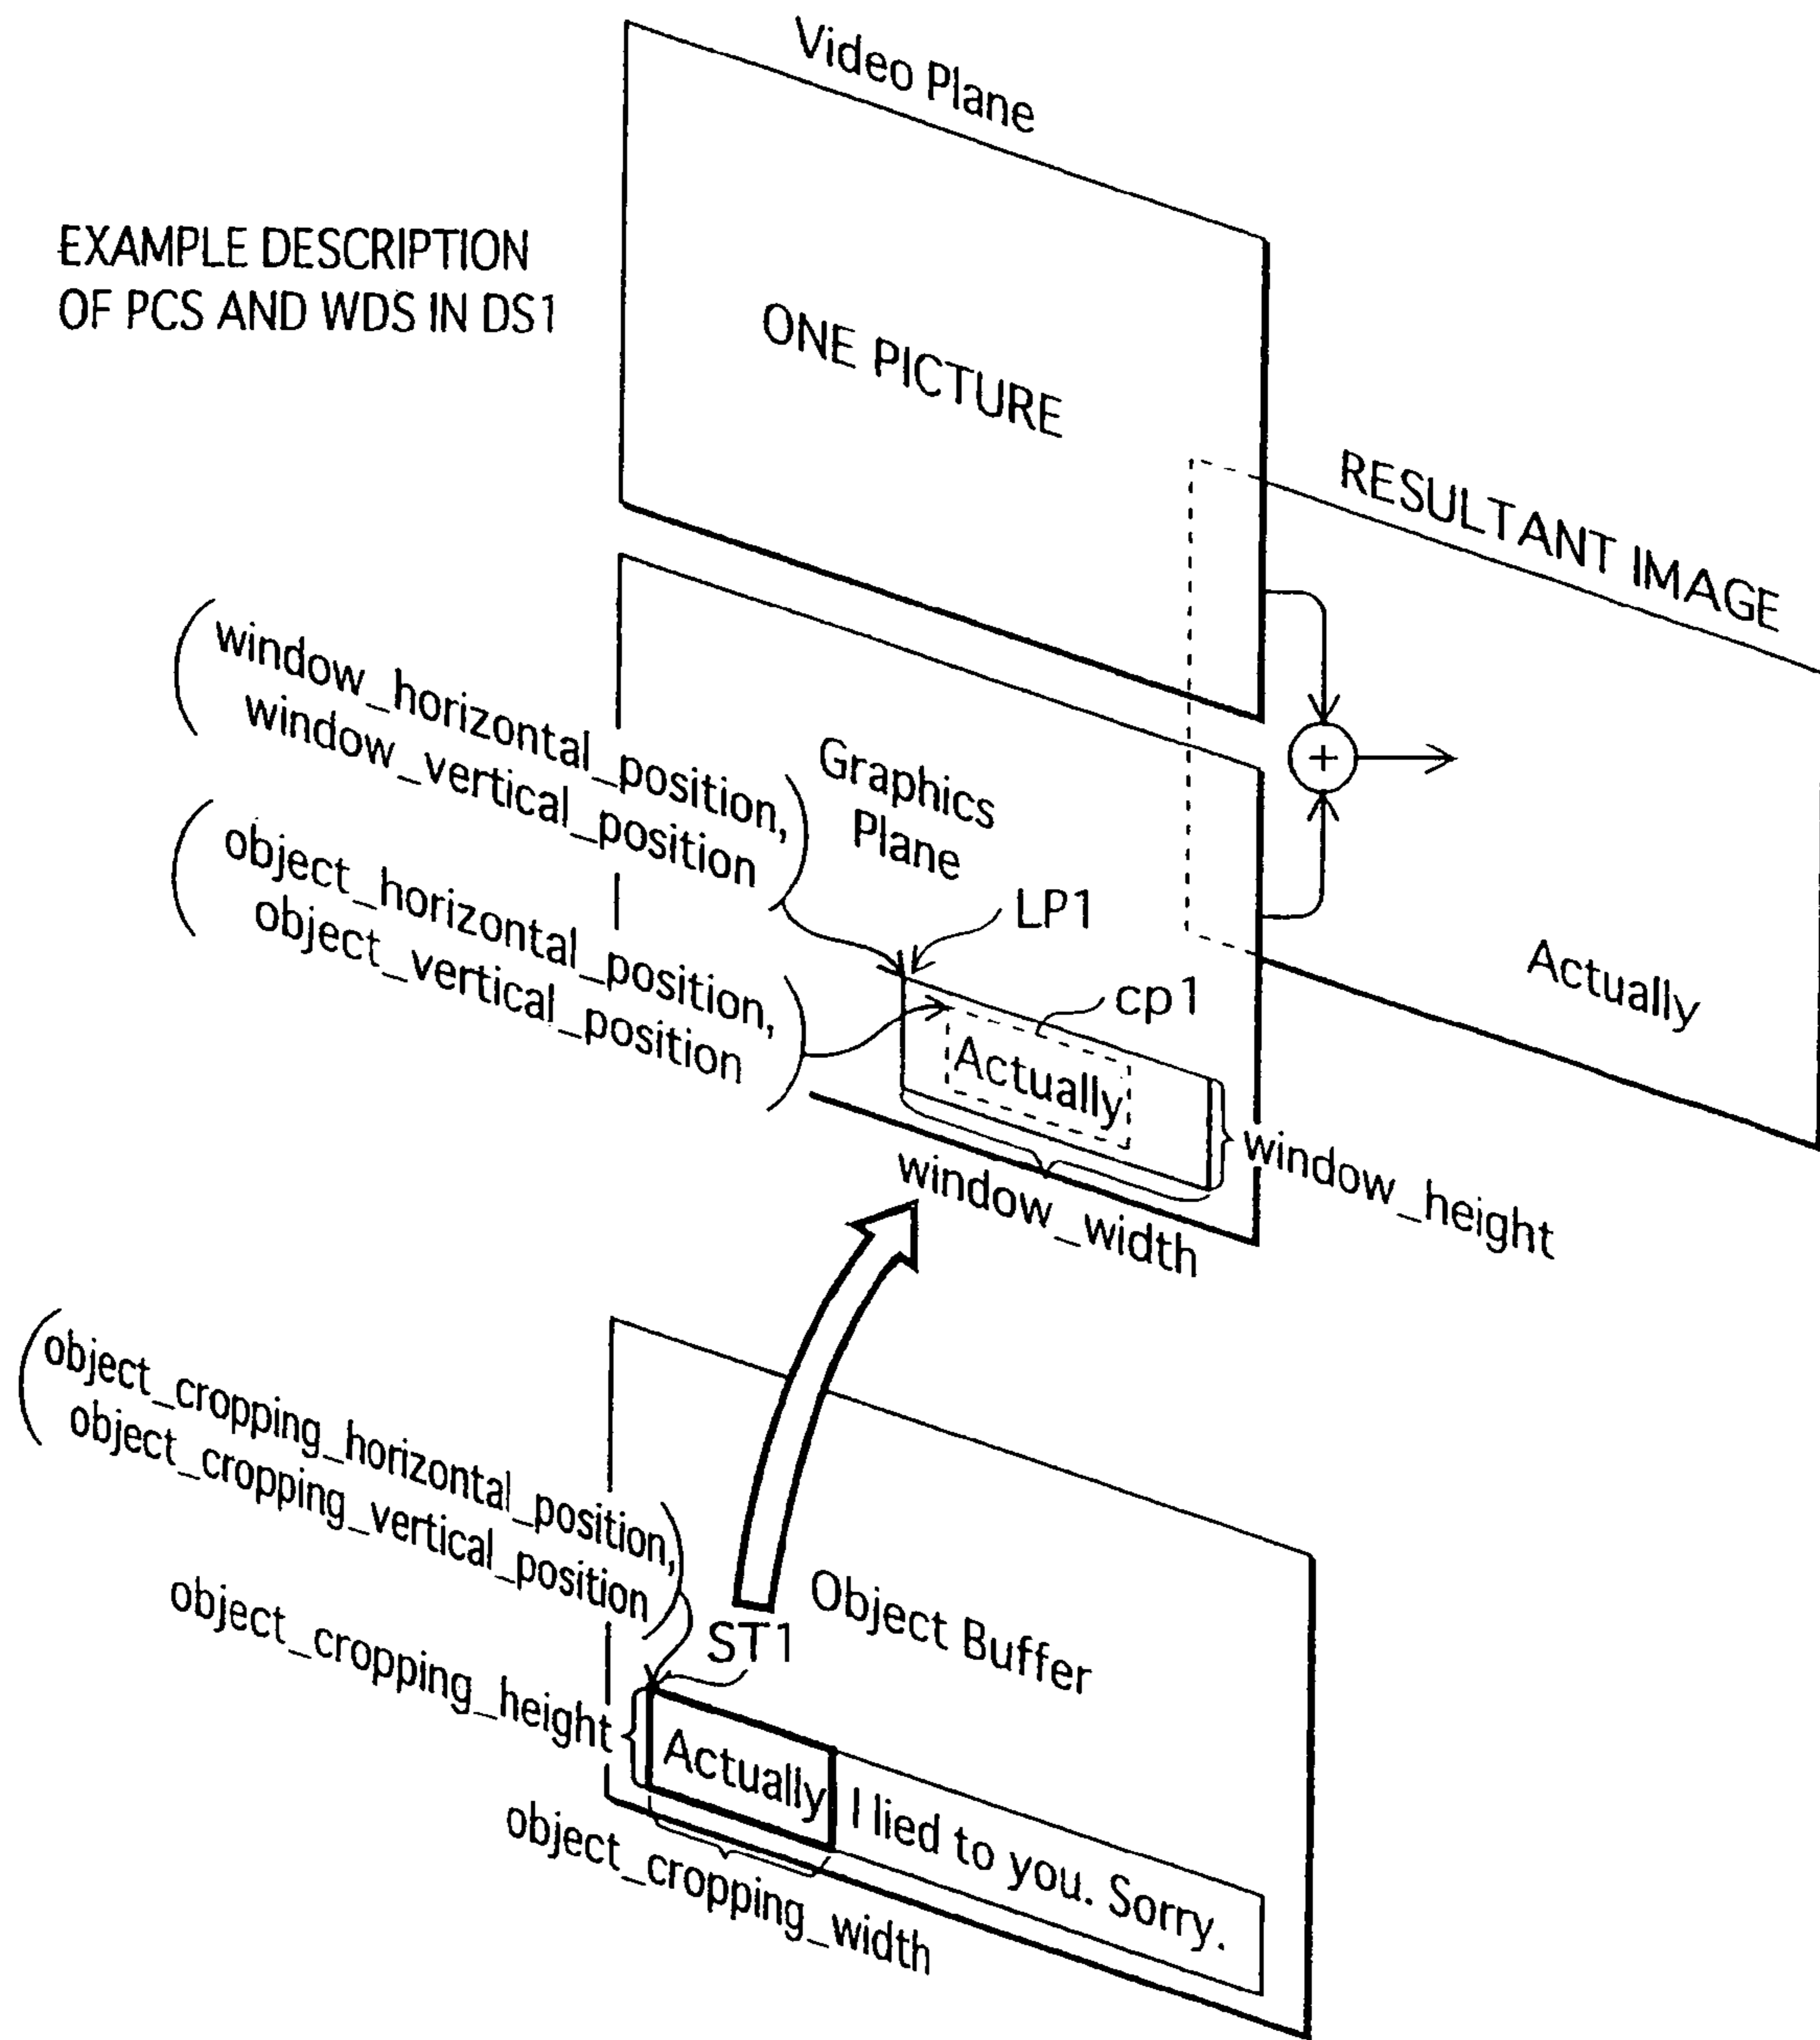 Video Plane
EXAMPLE DESCRIPTION
OF PCS AND WDS IN DS1
ONE PICTURE
RESULTANT IMAGE
window_horizontal_position,
window_vertical_position
Graphics
Plane
object_horizontal_position,
object_vertical_position
LP1
cp1
Actually
Actually
window_height
window_width
object_cropping_horizontal_position,
object_cropping_vertical_position
Object Buffer
ST1
object_cropping_height
Actually I lied to you. Sorry.
object_cropping_width